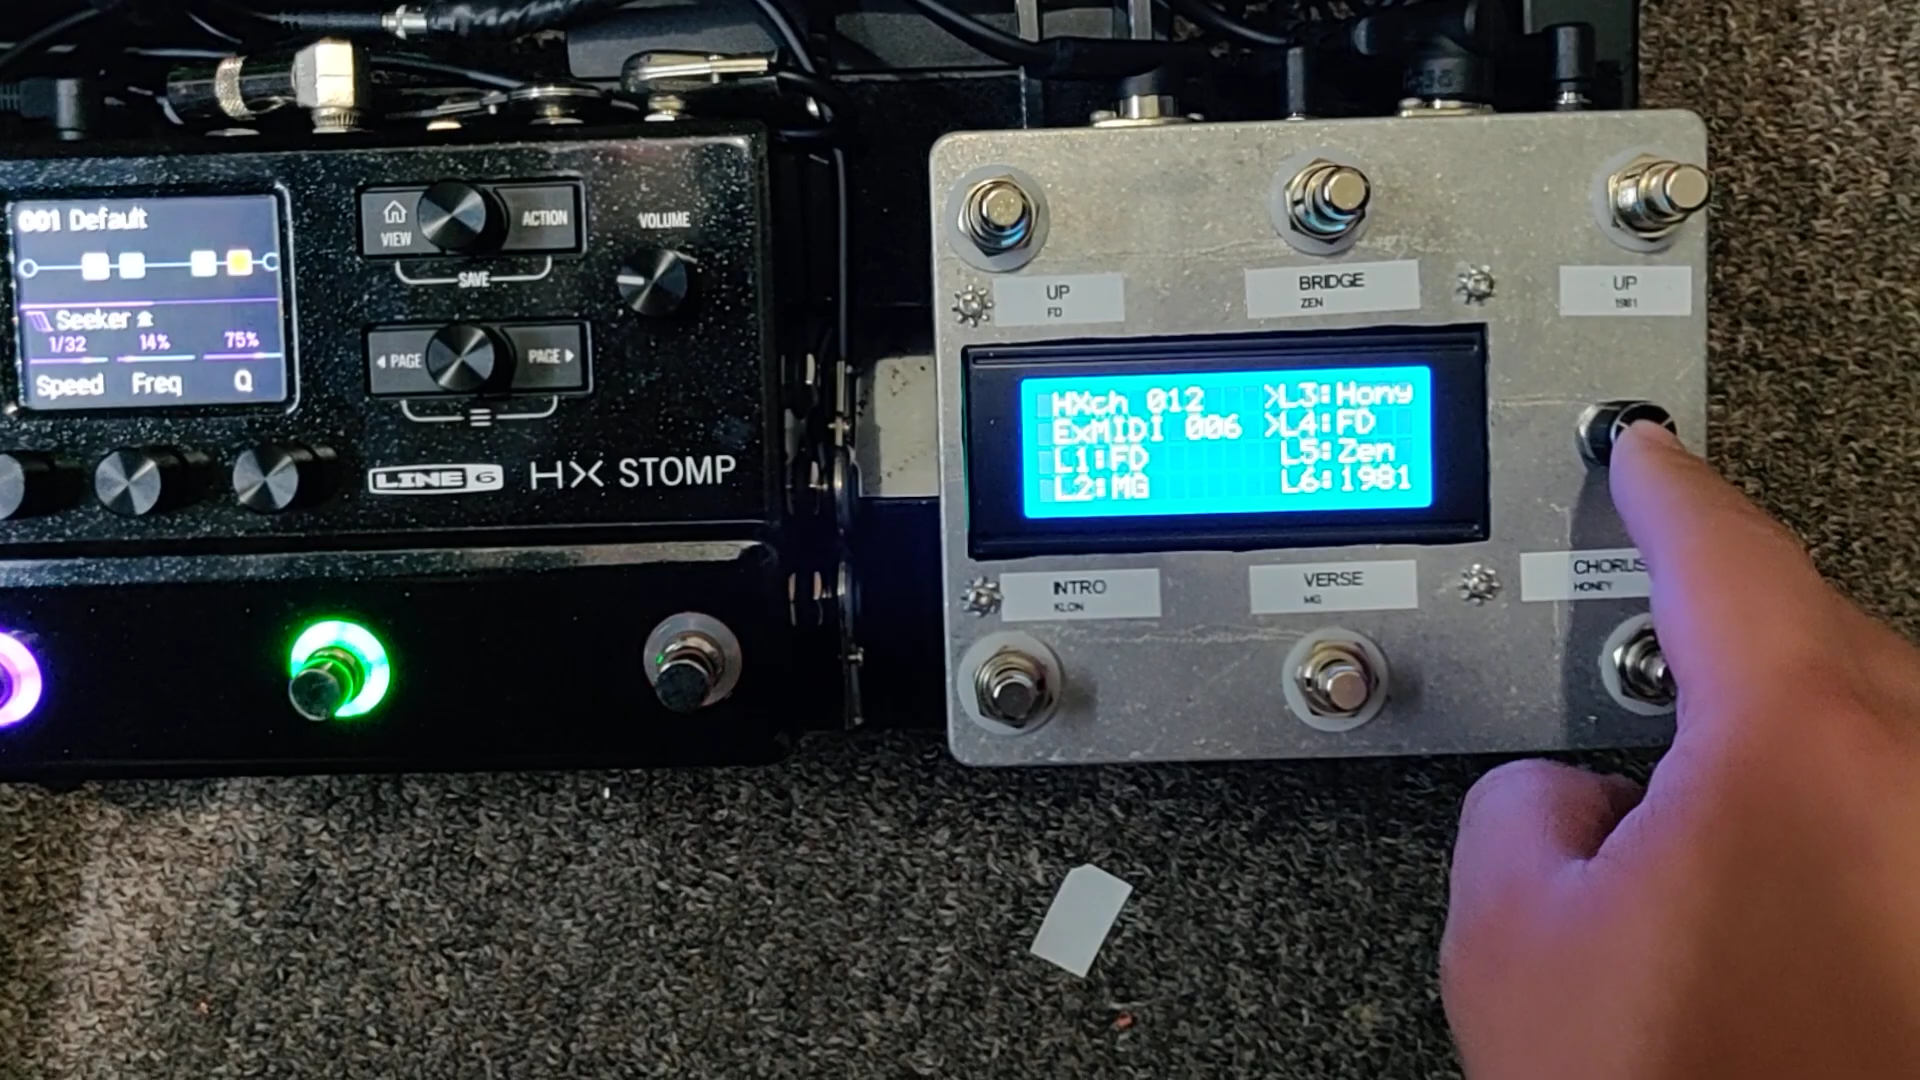 001 Default
Seeker
1/32 14% 75%
Speed Freq Q
VIEW
ACTION
SAVE
VOLUME
PAGE PAGE
LINE 6 HX STOMP
UP
FD
BRIDGE
ZEN
UP
1981
HXch 012 >L3:Hony
ExMIDI 006 >L4:FD
L1:FD L5:Zen
L2:MG L6:1981
INTRO
KLON
VERSE
MG
CHORUS
HONEY